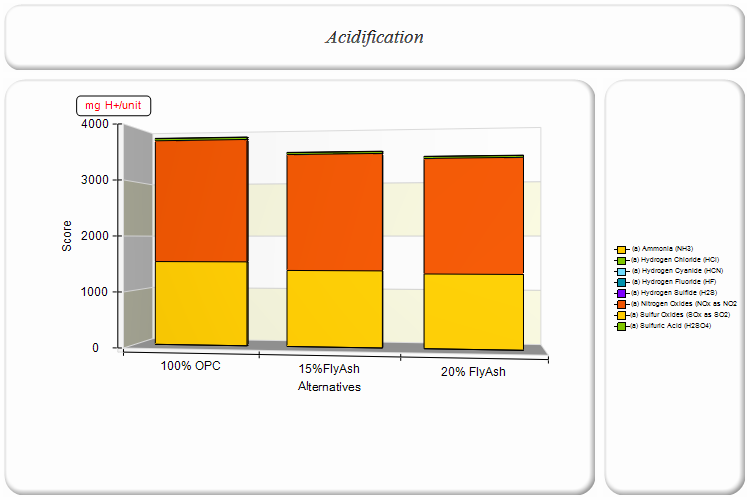 Acidification
mg H+/unit
4000
3000
2000
1000
0
Score
100% OPC
15%FlyAsh
20% FlyAsh
Alternatives
(a) Ammonia (NH3)
(a) Hydrogen Chloride (HCl)
(a) Hydrogen Cyanide (HCN)
(a) Hydrogen Fluoride (HF)
(a) Hydrogen Sulfide (H2S)
(a) Nitrogen Oxides (NOx as NO2
(a) Sulfur Oxides (SOx as SO2)
(a) Sulfuric Acid (H2SO4)